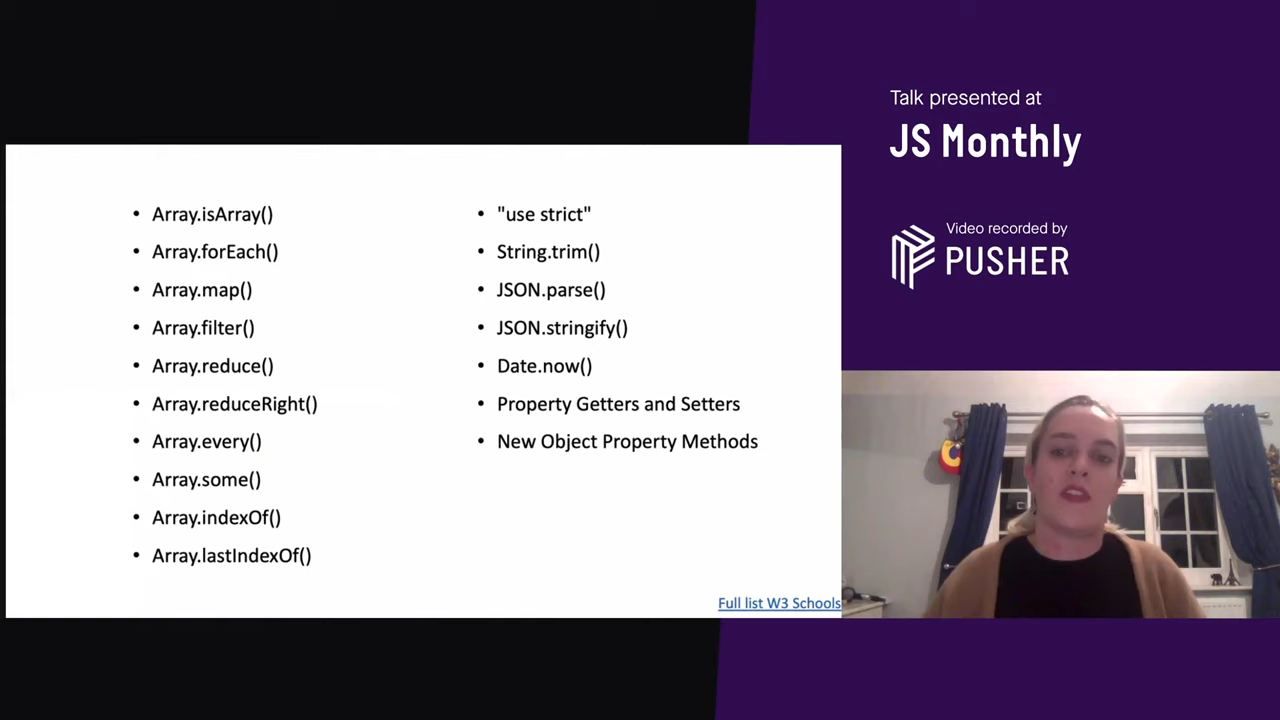 Talk presented at
JS Monthly
Video recorded by
PUSHER
• Array.isArray()
• Array.forEach()
• Array.map()
• Array.filter()
• Array.reduce()
• Array.reduceRight()
• Array.every()
• Array.some()
• Array.indexOf()
• Array.lastIndexOf()
• "use strict"
• String.trim()
• JSON.parse()
• JSON.stringify()
• Date.now()
• Property Getters and Setters
• New Object Property Methods
Full list W3 Schools